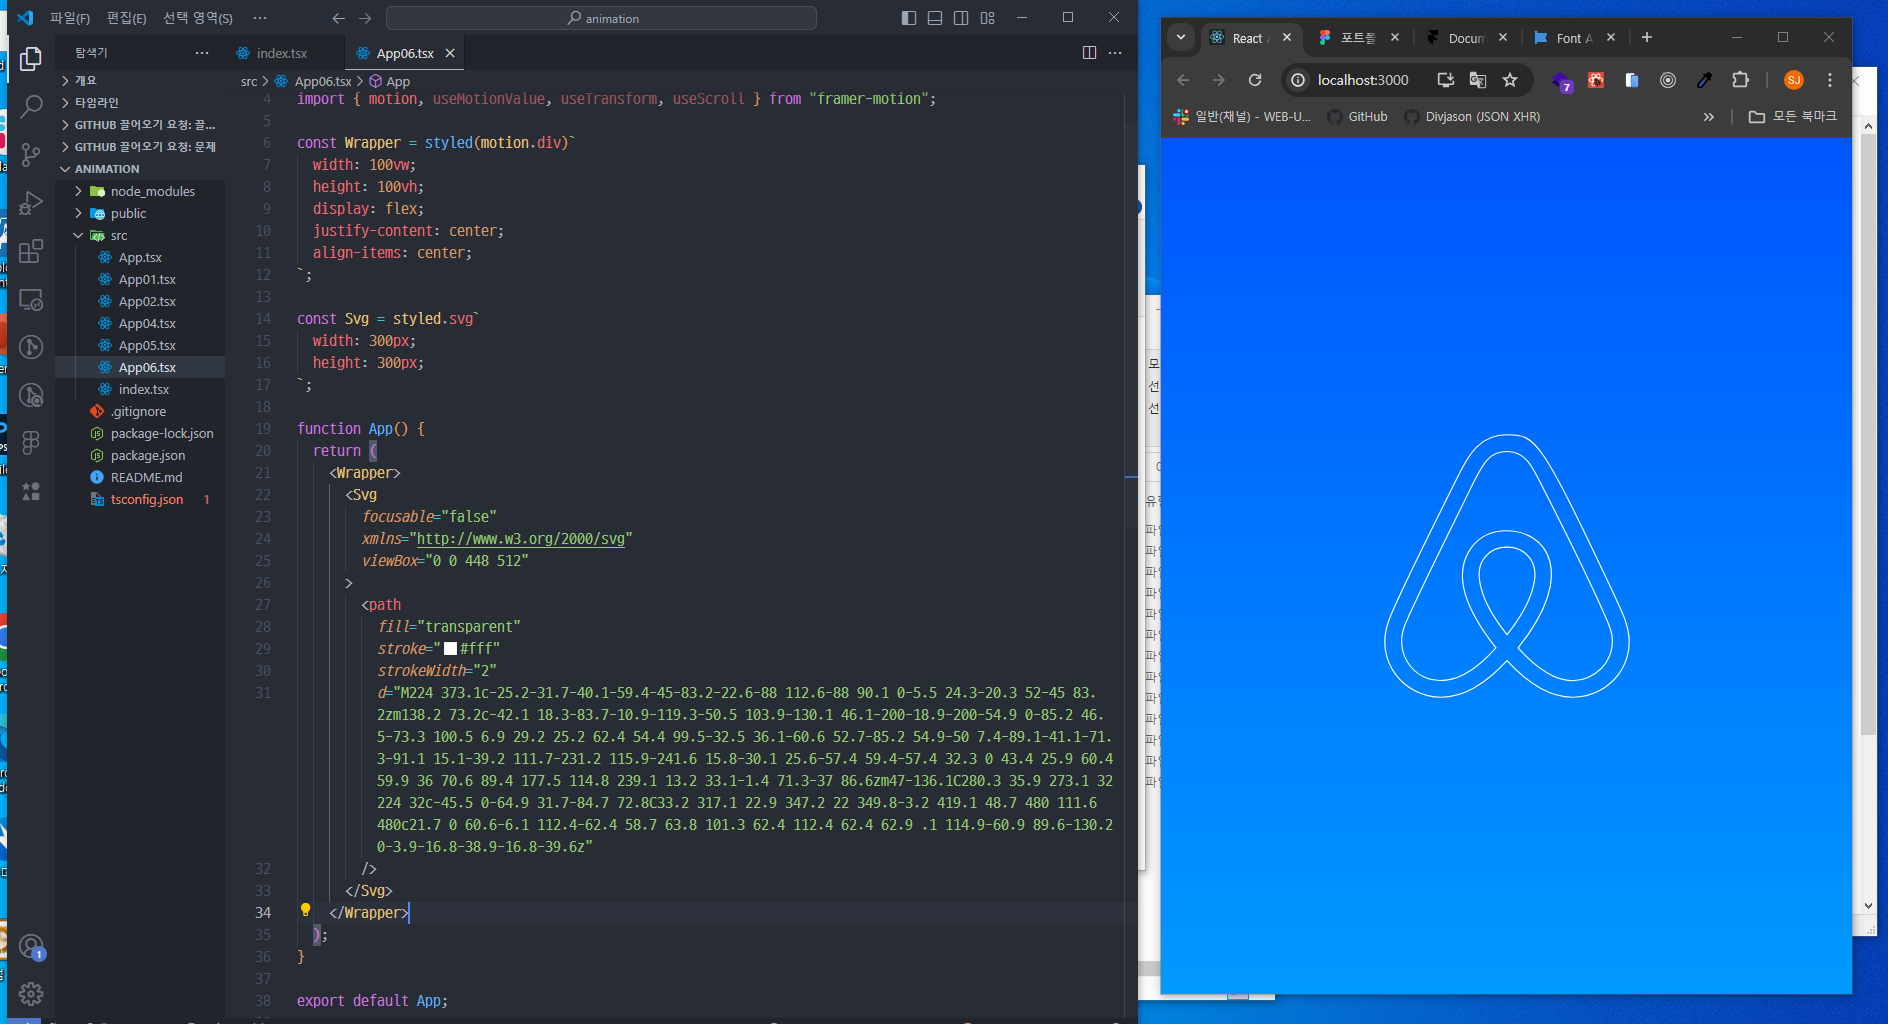 파일(F) 편집(E) 선택 영역(S) ··· animation
탐색기 ···
개요
타임라인
GITHUB 끌어오기 요청: 끌...
GITHUB 끌어오기 요청: 문제
ANIMATION
node_modules
public
src
App.tsx
App01.tsx
App02.tsx
App04.tsx
App05.tsx
App06.tsx
index.tsx
.gitignore
package-lock.json
package.json
README.md
tsconfig.json 1
1
index.tsx App06.tsx
src > App06.tsx > App
4 import { motion, useMotionValue, useTransform, useScroll } from "framer-motion";
5
6 const Wrapper = styled(motion.div)`
7 width: 100vw;
8 height: 100vh;
9 display: flex;
10 justify-content: center;
11 align-items: center;
12 `;
13
14 const Svg = styled.svg`
15 width: 300px;
16 height: 300px;
17 `;
18
19 function App() {
20 return (
21 <Wrapper>
22 <Svg
23 focusable="false"
24 xmlns="http://www.w3.org/2000/svg"
25 viewBox="0 0 448 512"
26 >
27 <path
28 fill="transparent"
29 stroke="#fff"
30 strokeWidth="2"
31 d="M224 373.1c-25.2-31.7-40.1-59.4-45-83.2-22.6-88 112.6-88 90.1 0-5.5 24.3-20.3 52-45 83.
2zm138.2 73.2c-42.1 18.3-83.7-10.9-119.3-50.5 103.9-130.1 46.1-200-18.9-200-54.9 0-85.2 46.
5-73.3 100.5 6.9 29.2 25.2 62.4 54.4 99.5-32.5 36.1-60.6 52.7-85.2 54.9-50 7.4-89.1-41.1-71.
3-91.1 15.1-39.2 111.7-231.2 115.9-241.6 15.8-30.1 25.6-57.4 59.4-57.4 32.3 0 43.4 25.9 60.4
59.9 36 70.6 89.4 177.5 114.8 239.1 13.2 33.1-1.4 71.3-37 86.6zm47-136.1C280.3 35.9 273.1 32
224 32c-45.5 0-64.9 31.7-84.7 72.8C33.2 317.1 22.9 347.2 22 349.8-3.2 419.1 48.7 480 111.6
480c21.7 0 60.6-6.1 112.4-62.4 58.7 63.8 101.3 62.4 112.4 62.4 62.9 .1 114.9-60.9 89.6-130.2
0-3.9-16.8-38.9-16.8-39.6z"
32 />
33 </Svg>
34 </Wrapper>
35 );
36 }
37
38 export default App;
React 포트폴 Docum Font A
localhost:3000 7 SJ
일반(채널) - WEB-U... GitHub Divjason (JSON XHR) » 모든 북마크